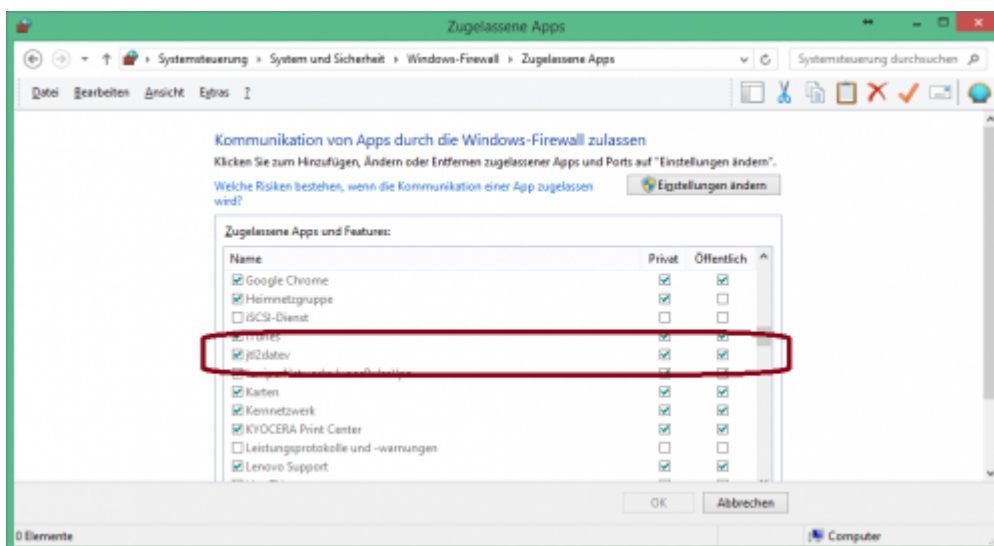 Zugelassene Apps
Systemsteuerung › System und Sicherheit › Windows-Firewall › Zugelassene Apps
Systemsteuerung durchsuchen
Datei Bearbeiten Ansicht Extras ?
Kommunikation von Apps durch die Windows-Firewall zulassen
Klicken Sie zum Hinzufügen, Ändern oder Entfernen zugelassener Apps und Ports auf "Einstellungen ändern".
Welche Risiken bestehen, wenn die Kommunikation einer App zugelassen
wird?
Einstellungen ändern
Zugelassene Apps und Features:
Name Privat Öffentlich
Google Chrome
Heimnetzgruppe
iSCSI-Dienst
iTunes
jtl2datev
Karten
Kernnetzwerk
KYOCERA Print Center
Leistungsprotokolle und -warnungen
Lenovo Support
OK Abbrechen
0 Elemente
Computer